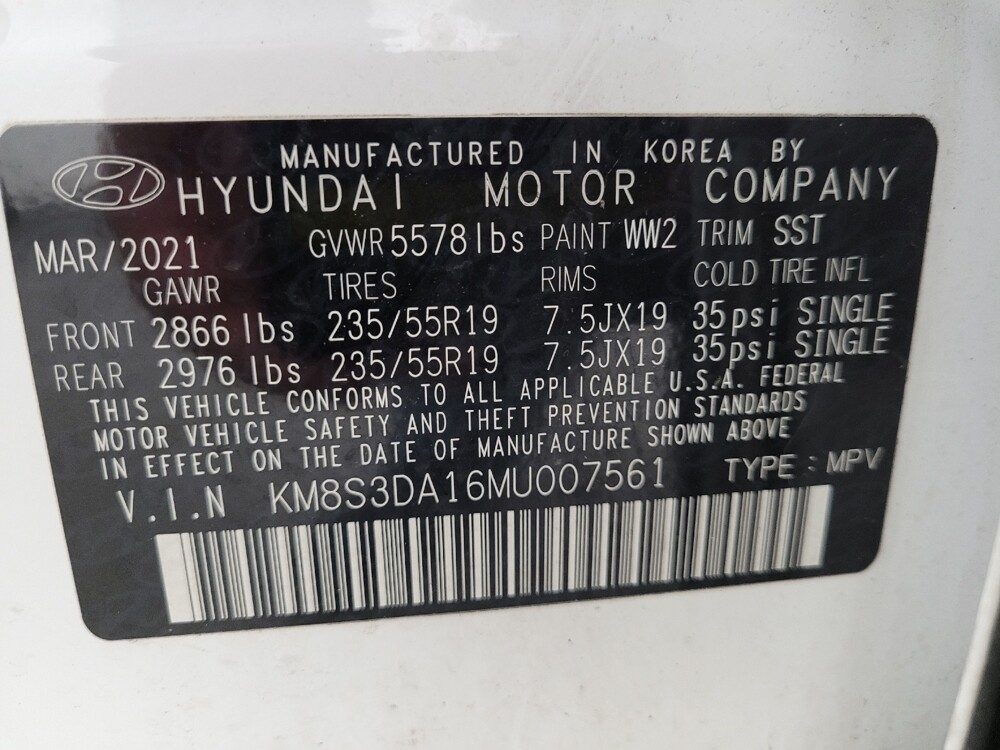 MANUFACTURED IN KOREA BY
HYUNDAI MOTOR COMPANY
MAR/2021 GVWR5578lbs PAINT WW2 TRIM SST
GAWR TIRES RIMS COLD TIRE INFL
FRONT 2866 lbs 235/55R19 7.5JX19 35psi SINGLE
REAR 2976 lbs 235/55R19 7.5JX19 35psi SINGLE
THIS VEHICLE CONFORMS TO ALL APPLICABLE U.S.A. FEDERAL
MOTOR VEHICLE SAFETY AND THEFT PREVENTION STANDARDS
IN EFFECT ON THE DATE OF MANUFACTURE SHOWN ABOVE
V.I.N KM8S3DA16MU007561 TYPE : MPV